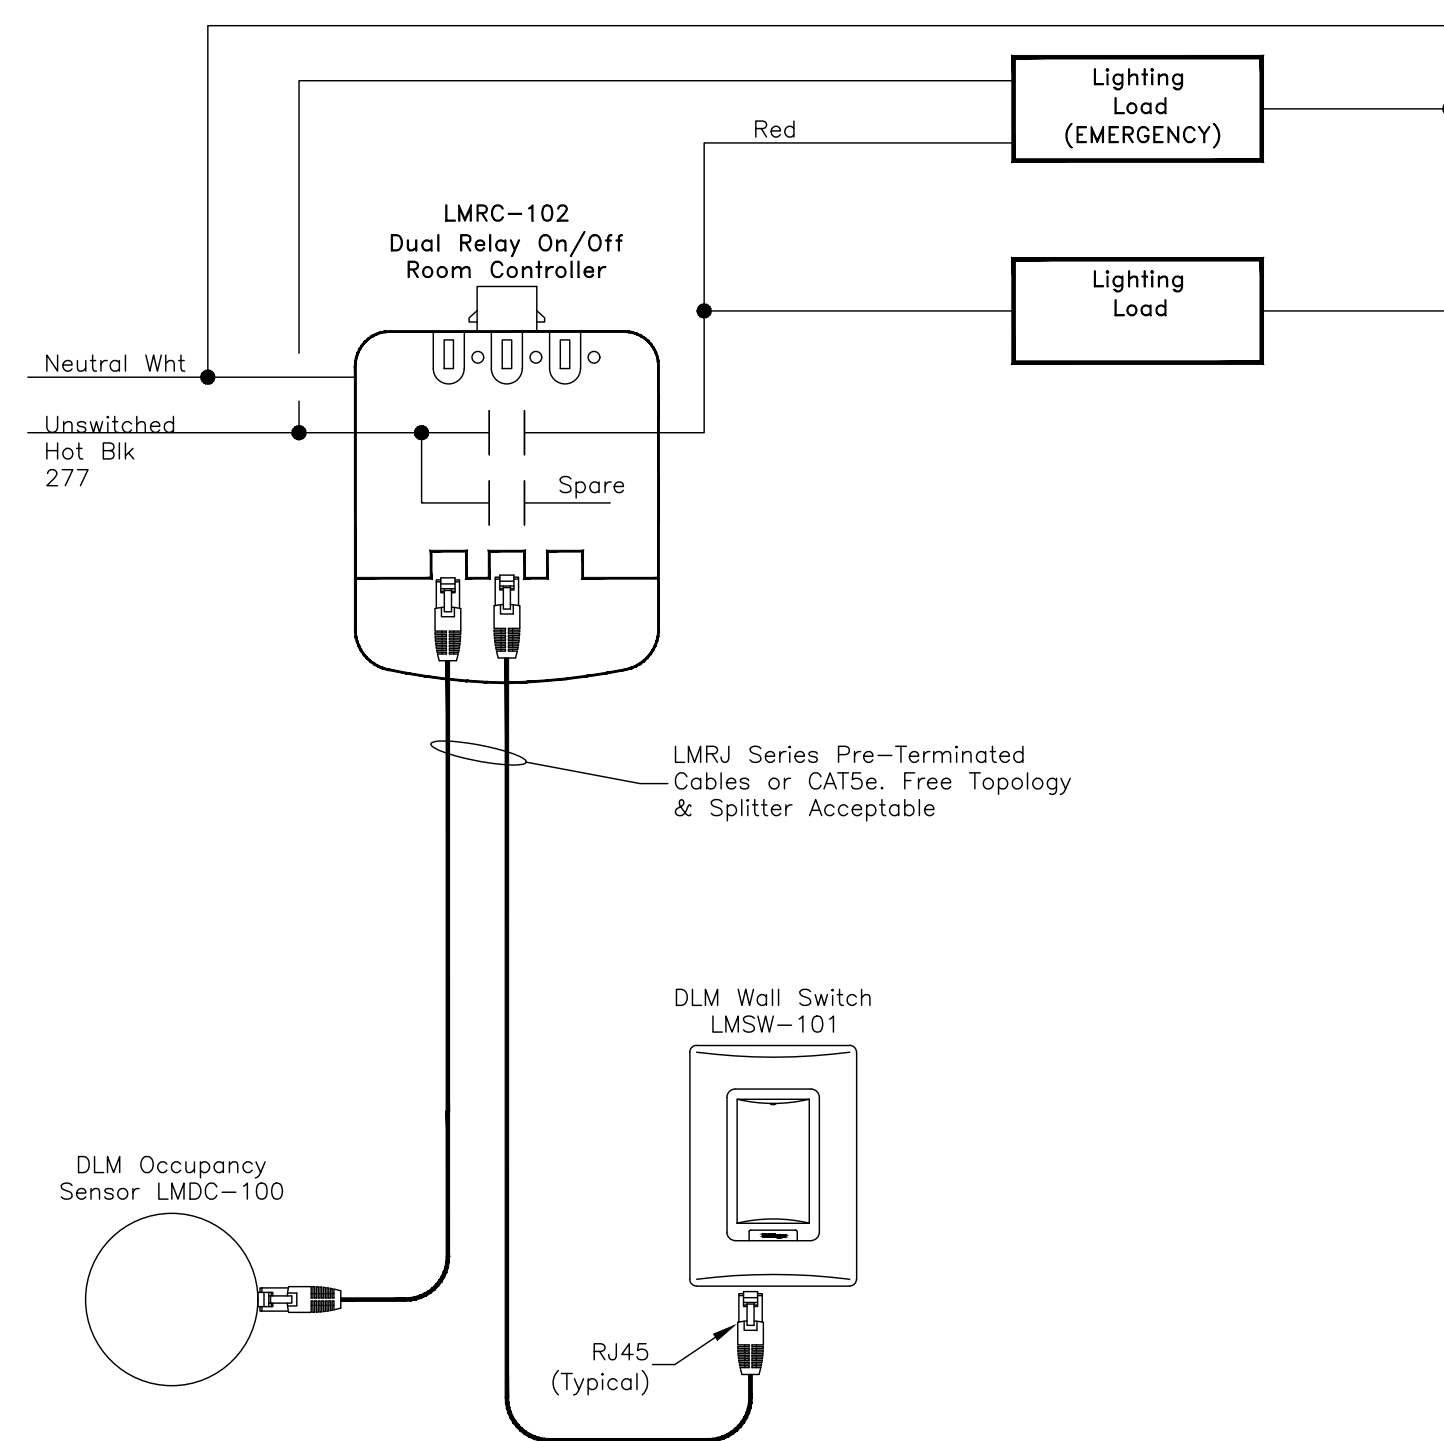 Lighting
Load
(EMERGENCY)
Red
LMRC-102
Dual Relay On/Off
Room Controller
Lighting
Load
Neutral Wht
Unswitched
Hot Blk
277
Spare
LMRJ Series Pre-Terminated
Cables or CAT5e. Free Topology
& Splitter Acceptable
DLM Wall Switch
LMSW-101
DLM Occupancy
Sensor LMDC-100
RJ45
(Typical)